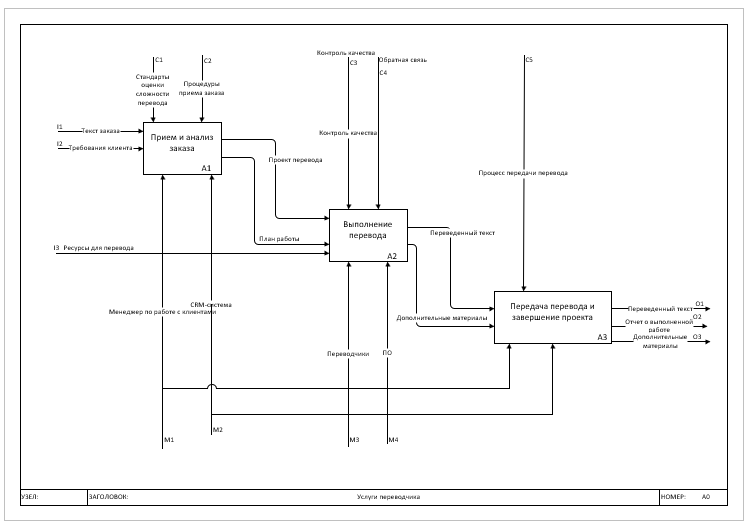 Контроль качества
C1
C2
C3
Обратная связь
C4
C5
Стандарты
оценки
сложности
перевода
Процедуры
приема заказа
I1
Текст заказа
I2
Требования клиента
Прием и анализ
заказа
A1
Контроль качества
Проект перевода
Процесс передачи перевода
Выполнение
перевода
A2
План работы
Переведенный текст
I3 Ресурсы для перевода
CRM-система
Менеджер по работе с клиентами
Дополнительные материалы
Передача перевода и
завершение проекта
A3
Переведенный текст
O1
Отчет о выполненной
работе
O2
Дополнительные
материалы
O3
Переводчики
ПО
M1
M2
M3
M4
УЗЕЛ:
ЗАГОЛОВОК:
Услуги переводчика
НОМЕР:
A0